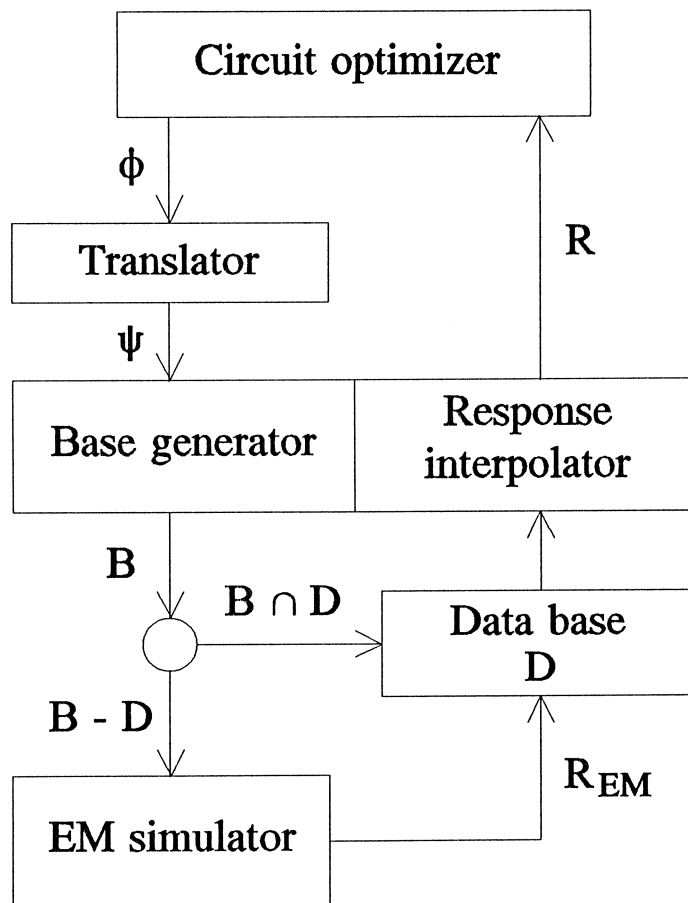 Circuit optimizer
ϕ
R
Translator
ψ
Base generator
Response
interpolator
B
B ∩ D
Data base
D
B - D
R_EM
EM simulator